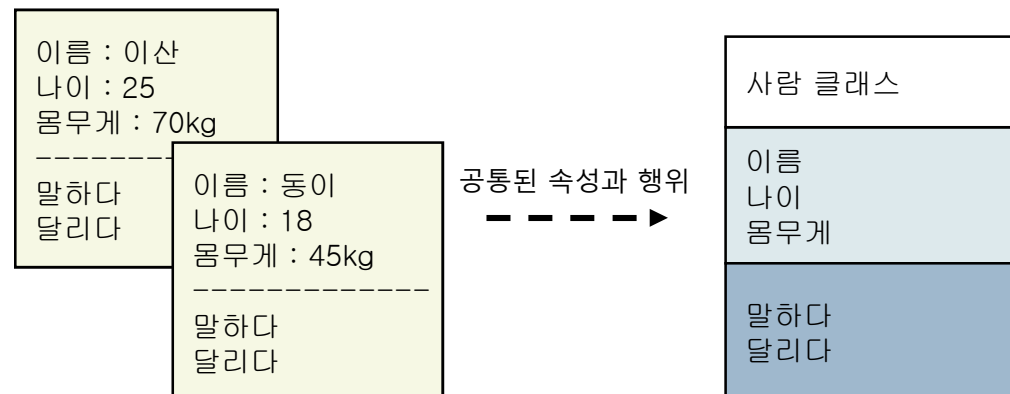 이름 : 이산
나이 : 25
몸무게 : 70kg
말하다
달리다
이름 : 동이
나이 : 18
몸무게 : 45kg
-------------
말하다
달리다
공통된 속성과 행위
사람 클래스
이름
나이
몸무게
말하다
달리다